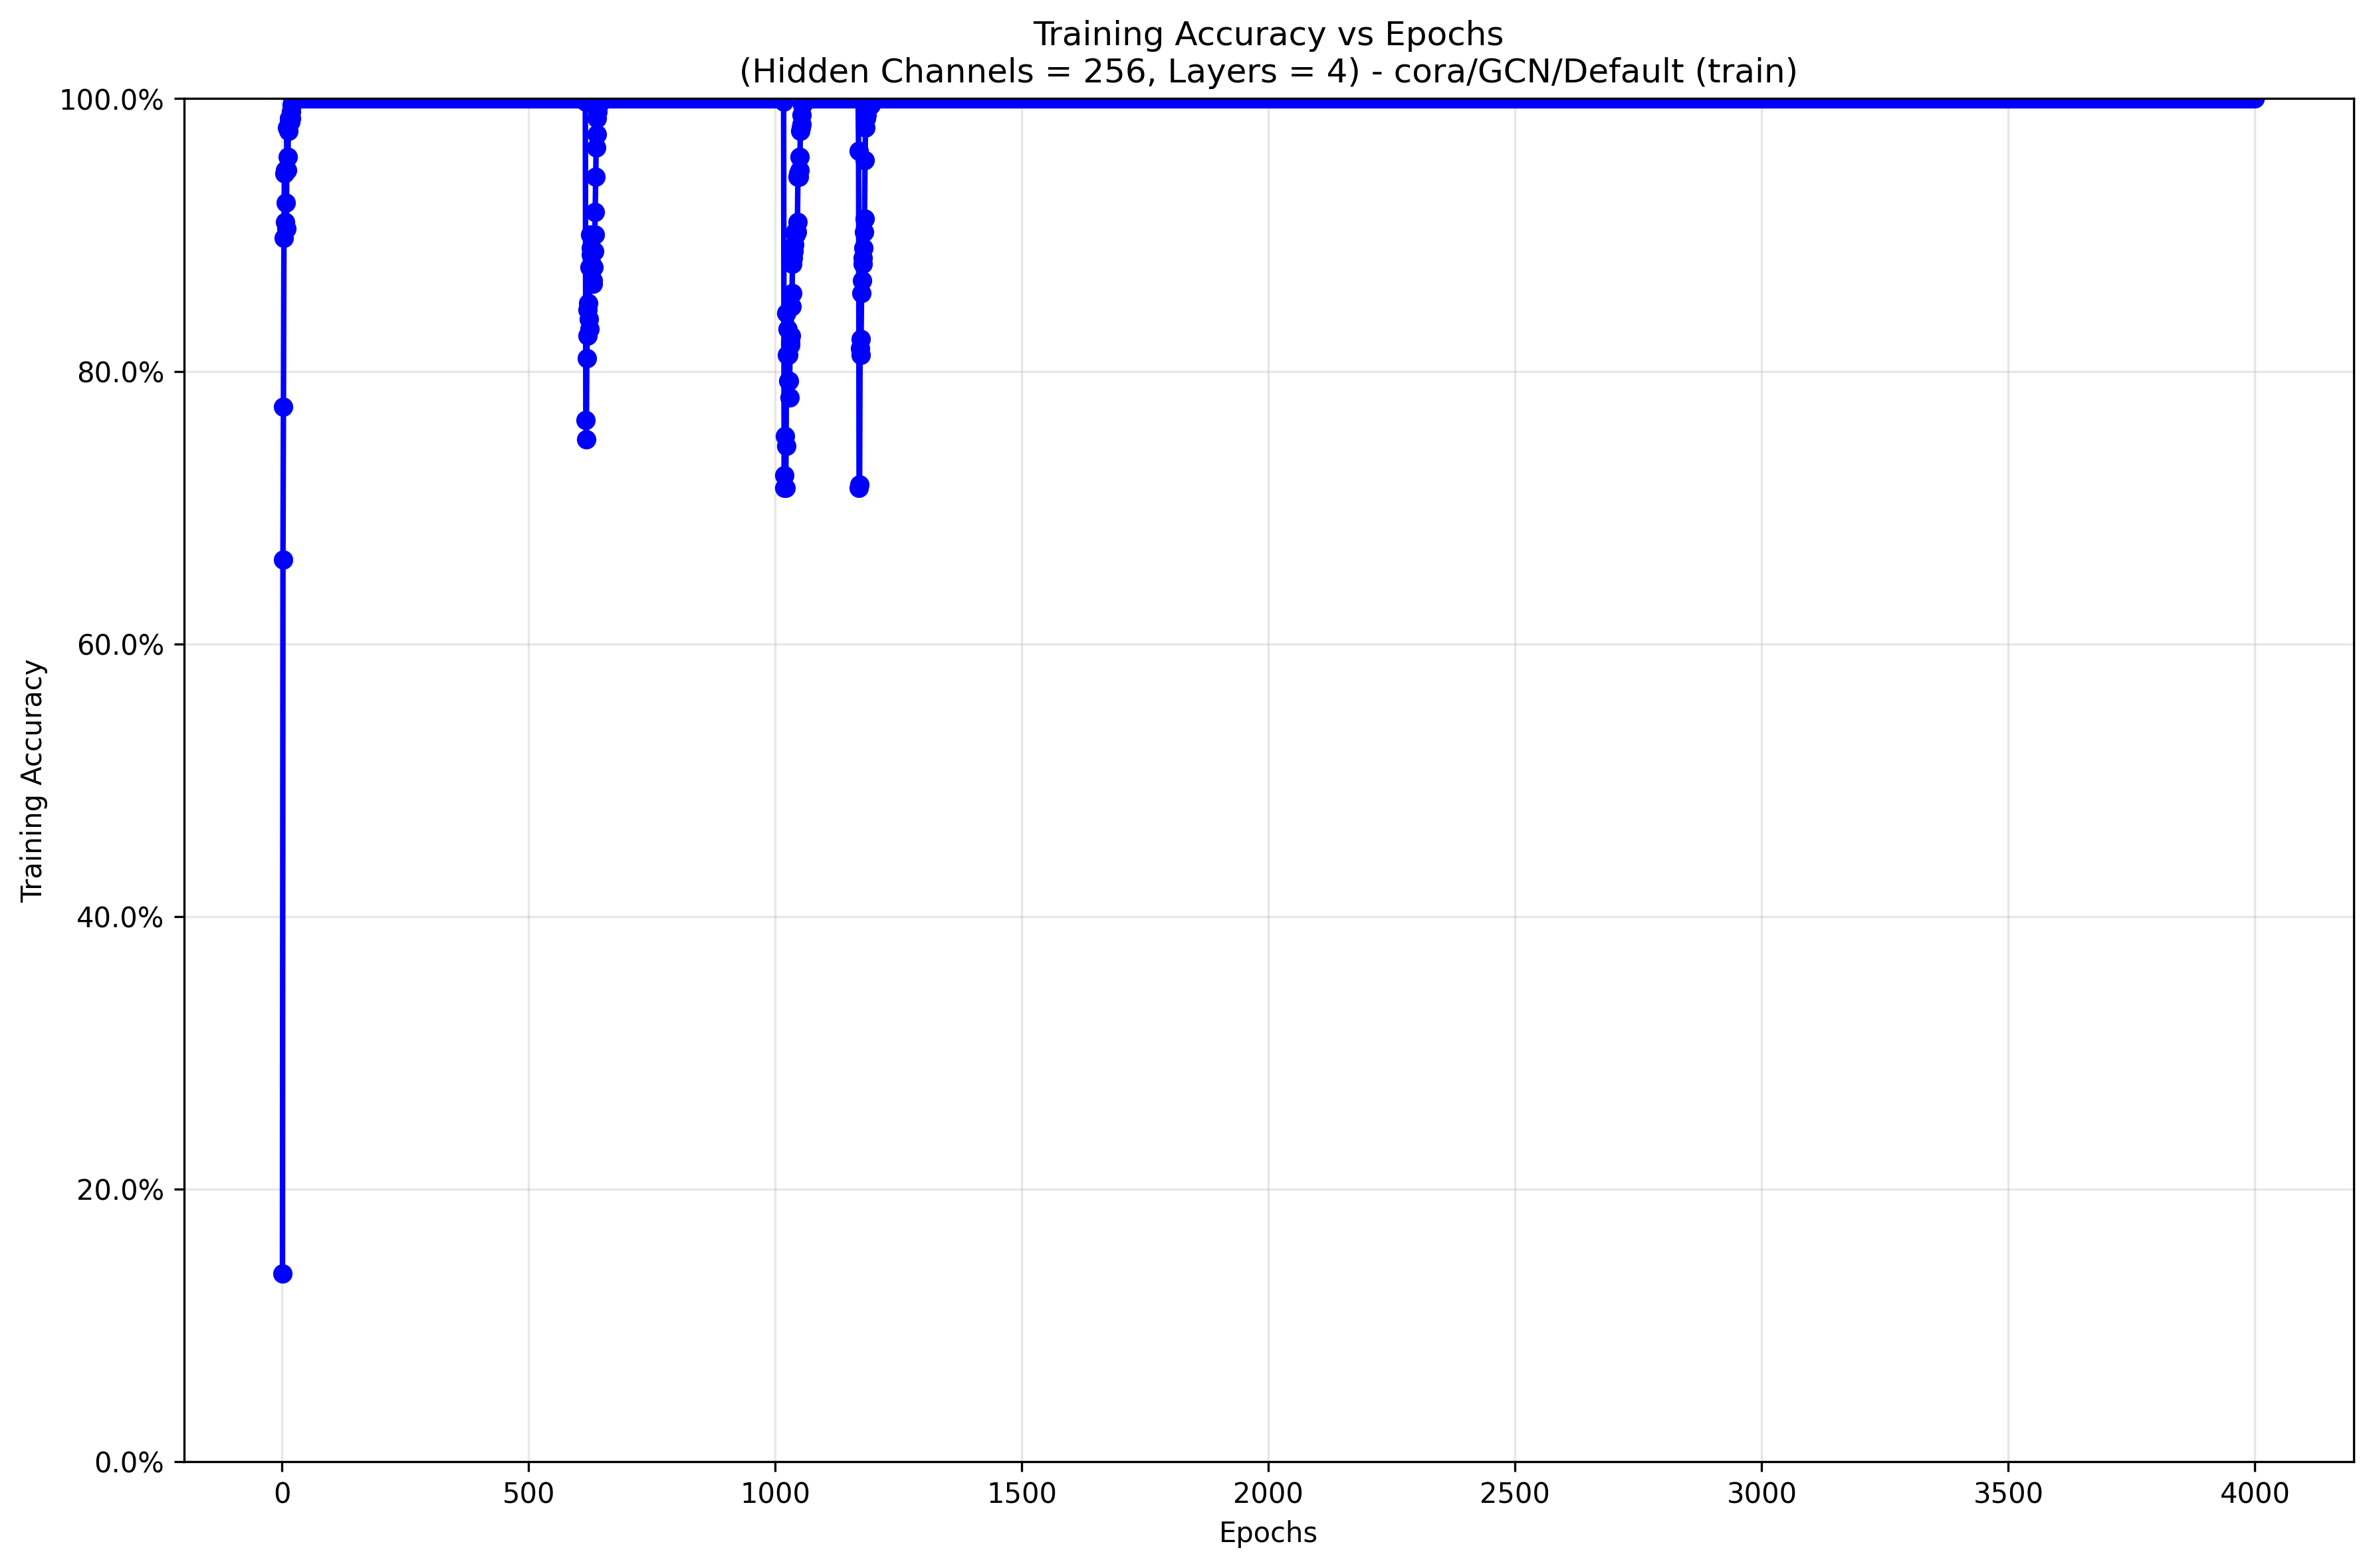 Training Accuracy vs Epochs
(Hidden Channels = 256, Layers = 4) - cora/GCN/Default (train)
100.0%
80.0%
60.0%
40.0%
20.0%
0.0%
Training Accuracy
0 500 1000 1500 2000 2500 3000 3500 4000
Epochs